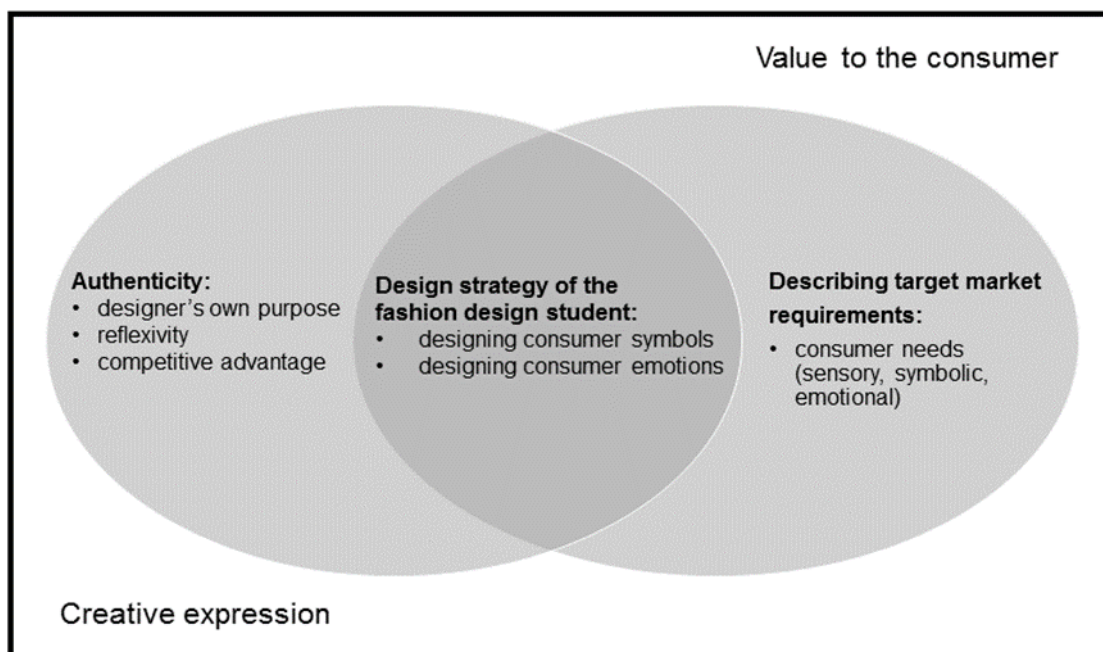 Value to the consumer
Authenticity:
• designer's own purpose
• reflexivity
• competitive advantage
Design strategy of the
fashion design student:
• designing consumer symbols
• designing consumer emotions
Describing target market
requirements:
• consumer needs
(sensory, symbolic,
emotional)
Creative expression